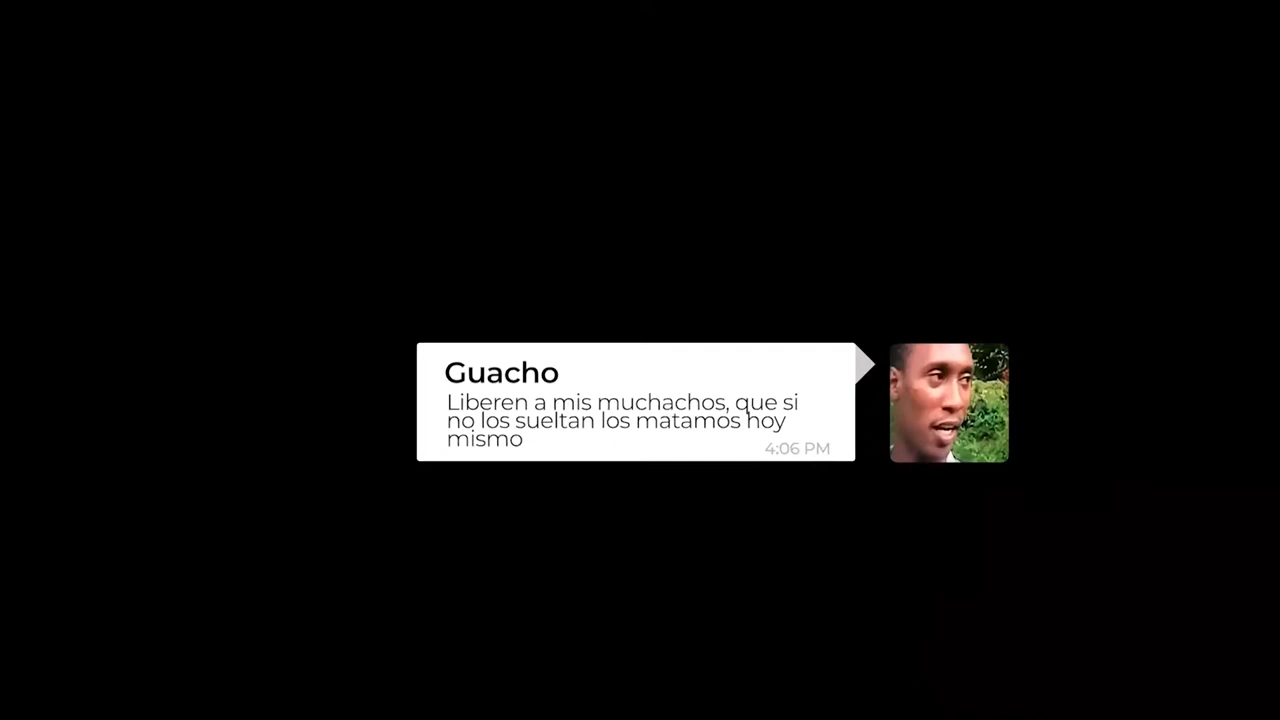 Guacho
Liberen a mis muchachos, que si
no los sueltan los matamos hoy
mismo
4:06 PM